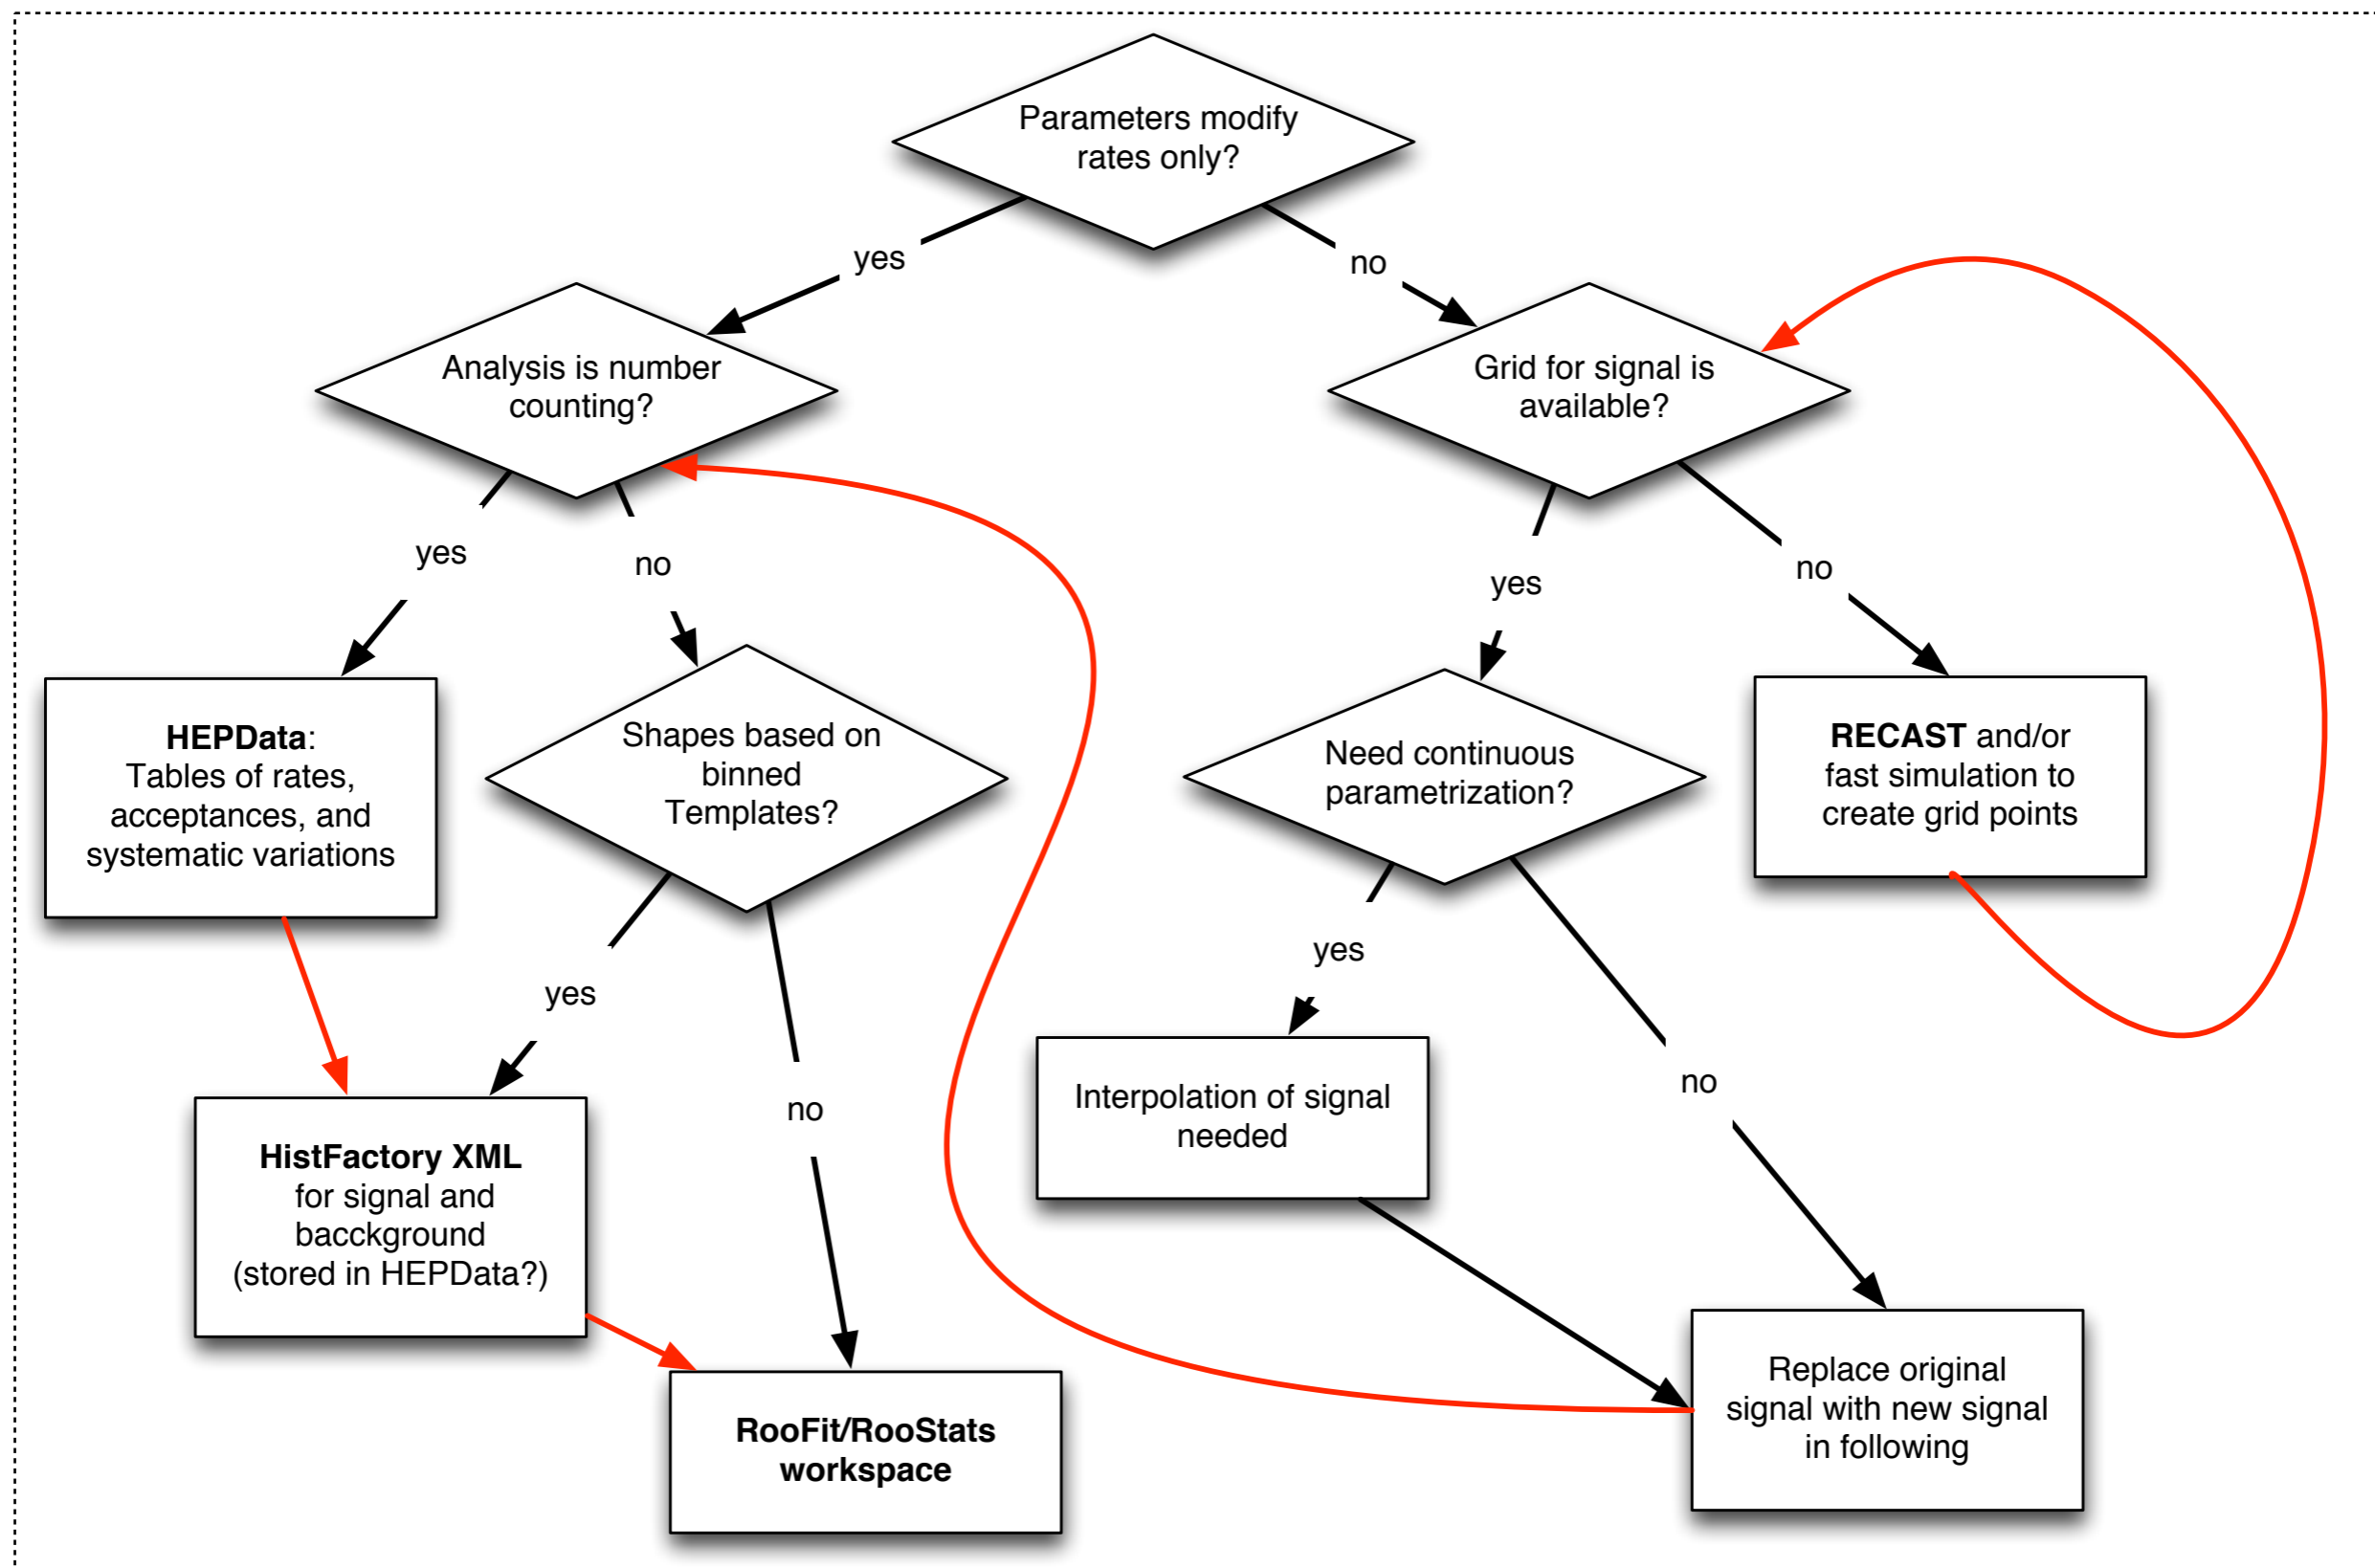 Parameters modify
rates only?
yes
no
Analysis is number
counting?
Grid for signal is
available?
yes
no
yes
no
HEPData:
Tables of rates,
acceptances, and
systematic variations
Shapes based on
binned
Templates?
Need continuous
parametrization?
RECAST and/or
fast simulation to
create grid points
yes
no
yes
no
HistFactory XML
for signal and
bacckground
(stored in HEPData?)
Interpolation of signal
needed
RooFit/RooStats
workspace
Replace original
signal with new signal
in following